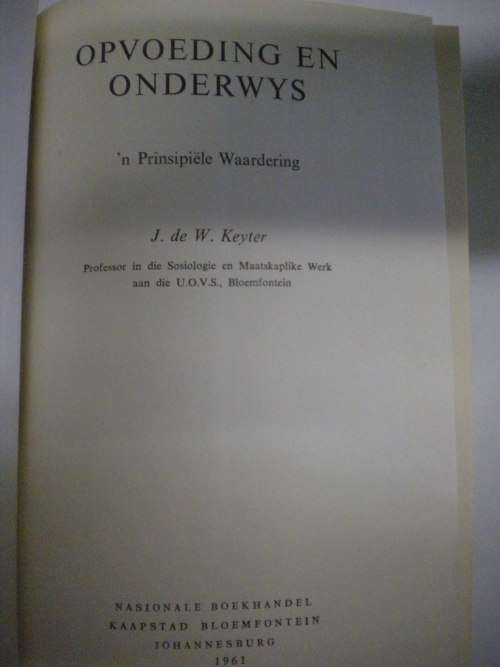 OPVOEDING EN
ONDERWYS
'n Prinsipiële Waardering
J. de W. Keyter
Professor in die Sosiologie en Maatskaplike Werk
aan die U.O.V.S., Bloemfontein
NASIONALE BOEKHANDEL
KAAPSTAD BLOEMFONTEIN
JOHANNESBURG
1961